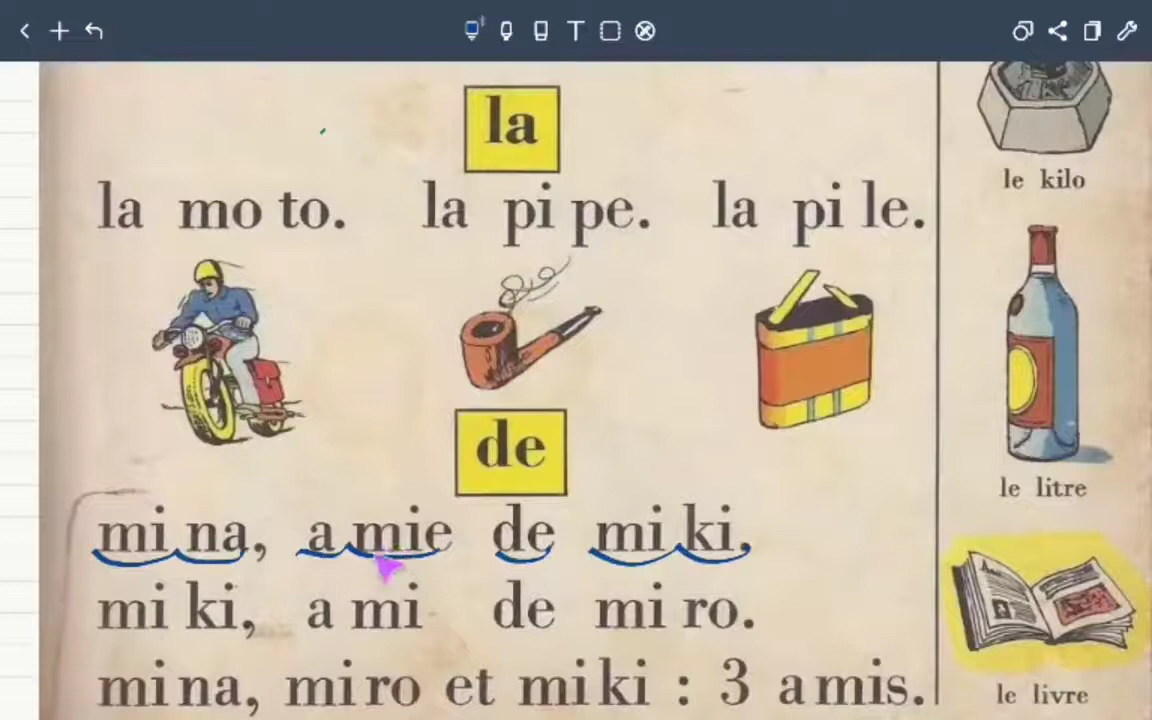 la
la mo to. la pi pe. la pi le.
de
mi na, a mie de mi ki.
mi ki, a mi de mi ro.
mi na, mi ro et mi ki : 3 a mis.
le kilo
le litre
le livre